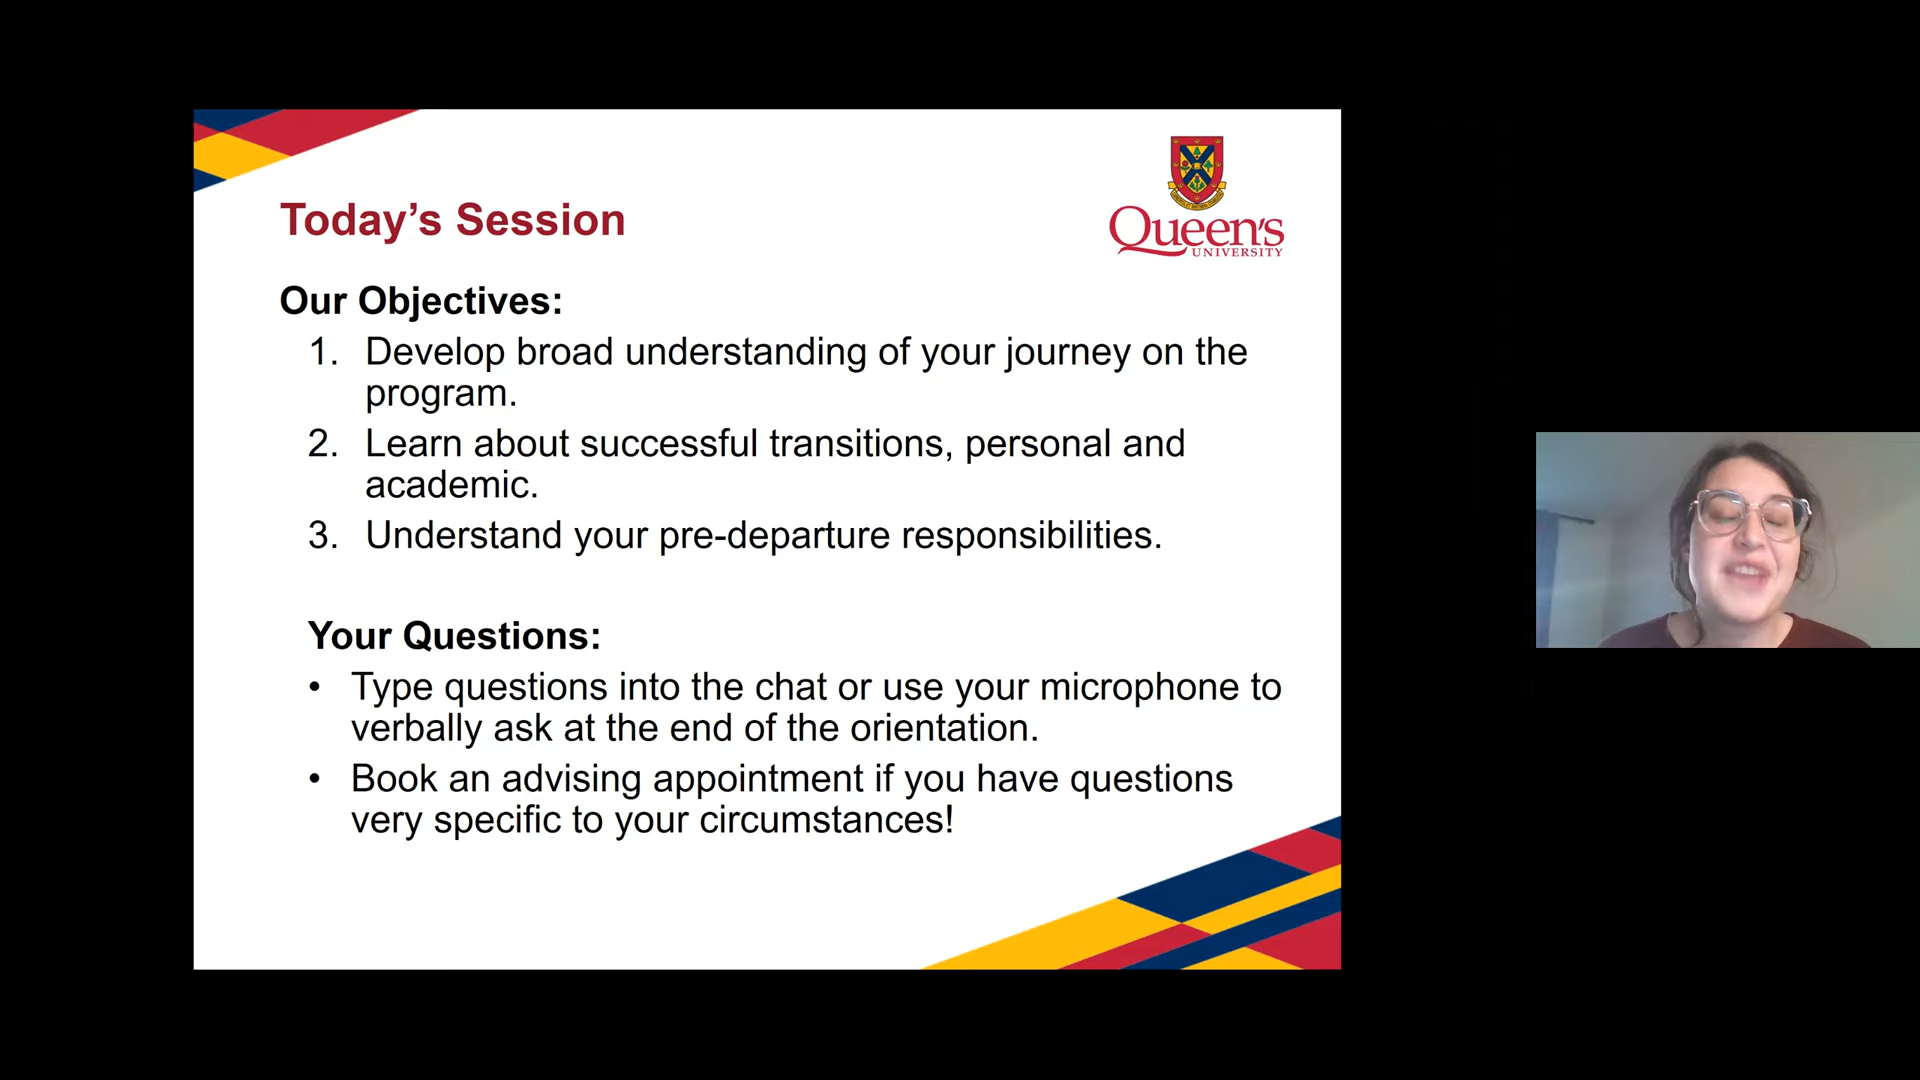 Today’s Session
Queen's
UNIVERSITY
Our Objectives:
1. Develop broad understanding of your journey on the
program.
2. Learn about successful transitions, personal and
academic.
3. Understand your pre-departure responsibilities.
Your Questions:
• Type questions into the chat or use your microphone to
verbally ask at the end of the orientation.
• Book an advising appointment if you have questions
very specific to your circumstances!